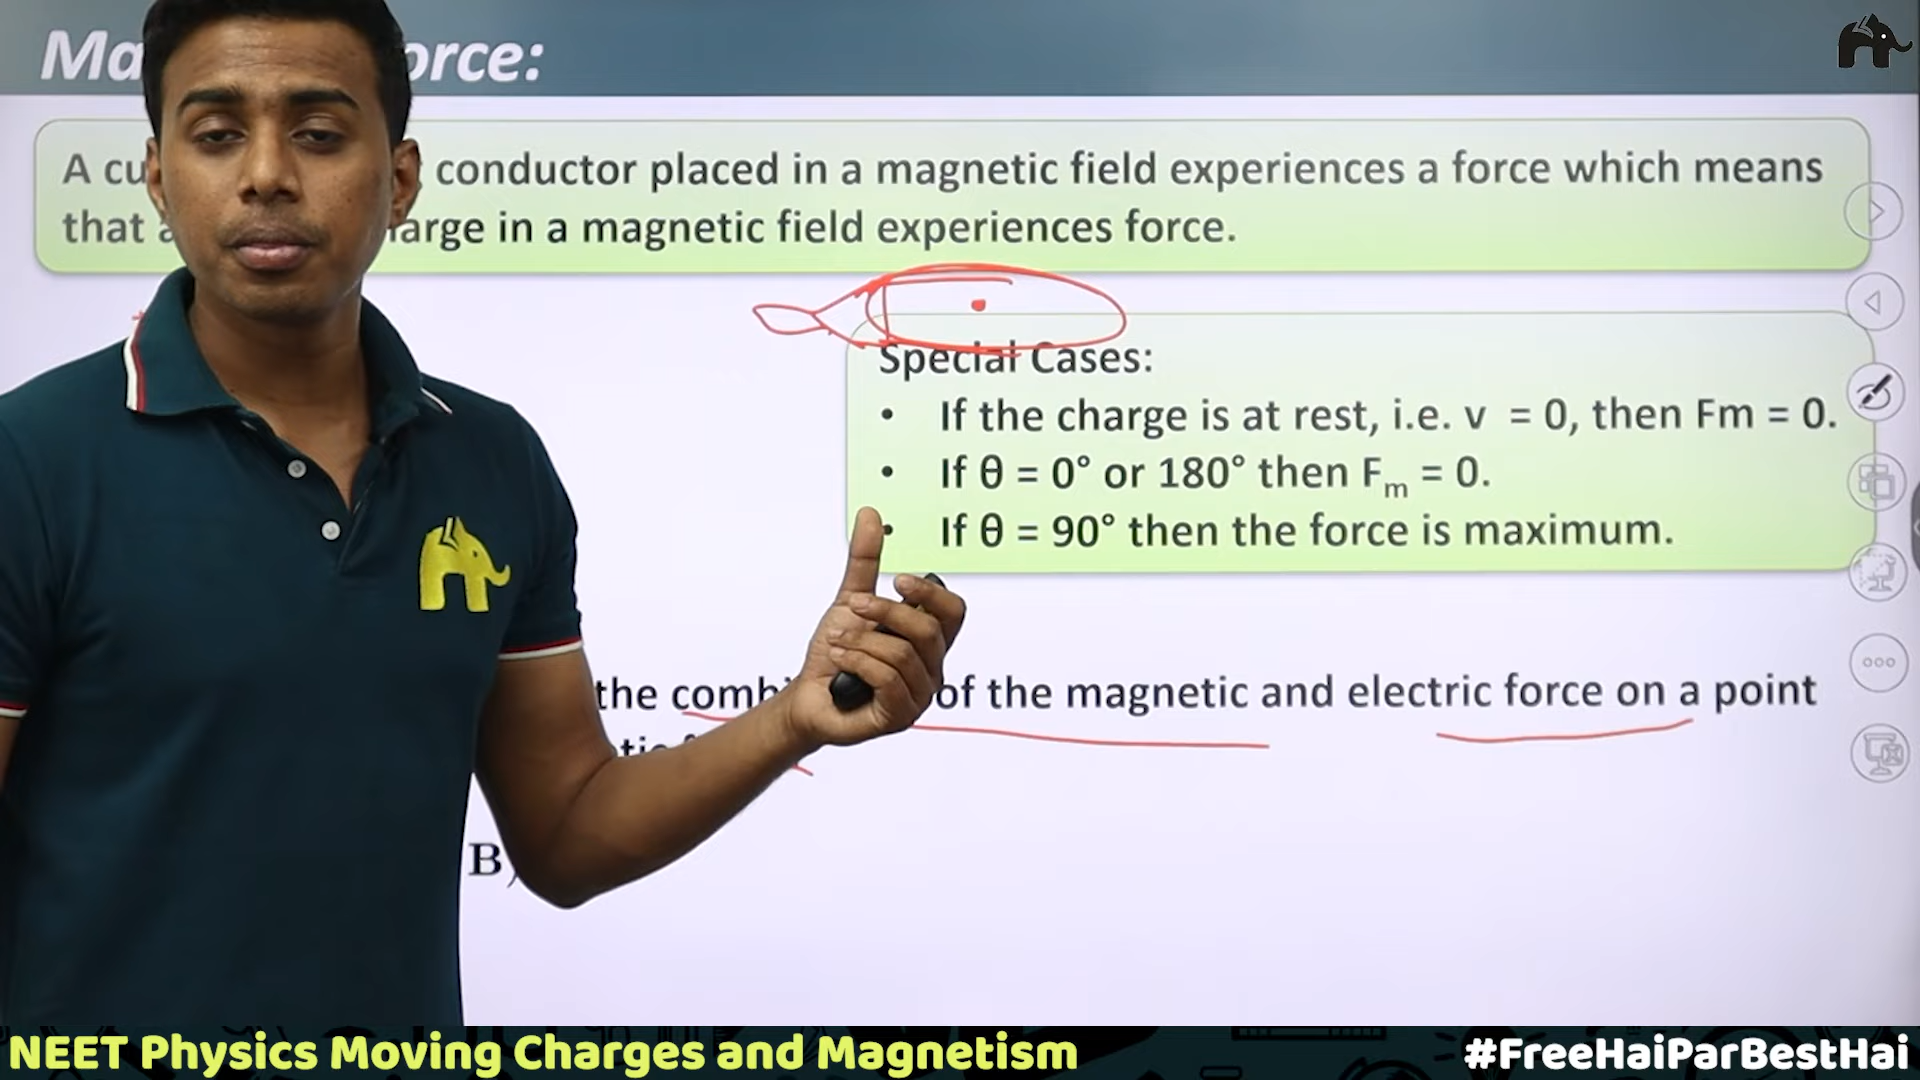 Ma orce:
A cu conductor placed in a magnetic field experiences a force which means
that a arge in a magnetic field experiences force.
Special Cases:
• If the charge is at rest, i.e. v = 0, then Fm = 0.
• If θ = 0° or 180° then Fm = 0.
• If θ = 90° then the force is maximum.
the comb of the magnetic and electric force on a point
B)
NEET Physics Moving Charges and Magnetism
#FreeHaiParBestHai